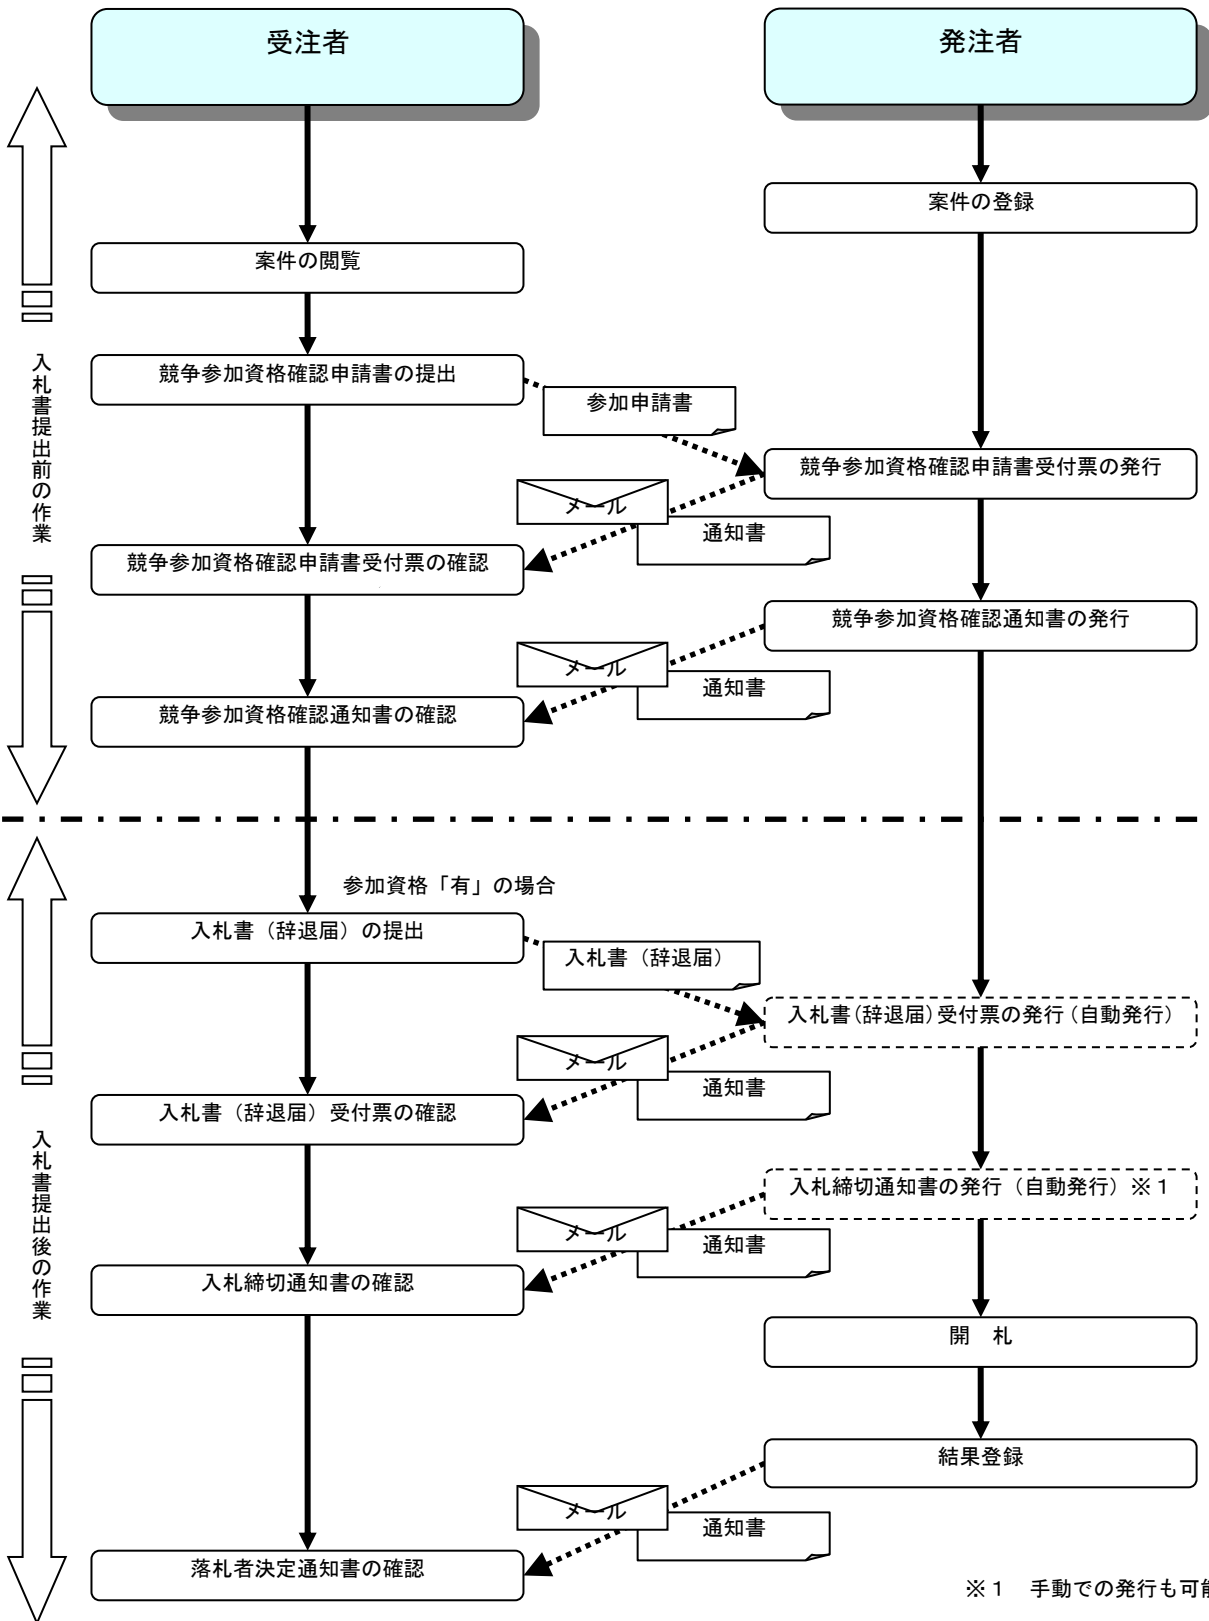 受注者
発注者
案件の登録
案件の閲覧
入札書提出前の作業
競争参加資格確認申請書の提出
参加申請書
競争参加資格確認申請書受付票の発行
メール
通知書
競争参加資格確認申請書受付票の確認
競争参加資格確認通知書の発行
メール
通知書
競争参加資格確認通知書の確認
参加資格「有」の場合
入札書（辞退届）の提出
入札書（辞退届）
入札書(辞退届)受付票の発行(自動発行)
メール
通知書
入札書（辞退届）受付票の確認
入札書提出後の作業
入札締切通知書の発行（自動発行）※１
メール
通知書
入札締切通知書の確認
開　札
結果登録
メール
通知書
落札者決定通知書の確認
※１　手動での発行も可能